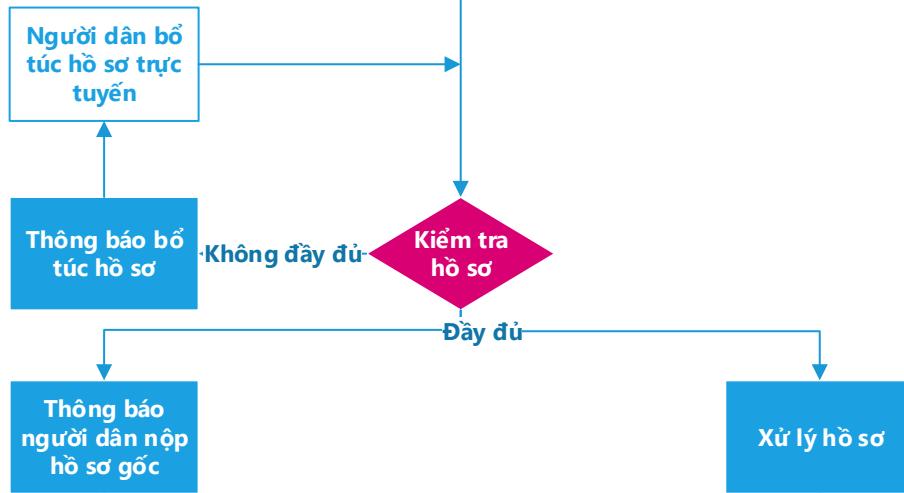 Người dân bổ
túc hồ sơ trực
tuyến
Thông báo bổ
túc hồ sơ
Không đầy đủ
Kiểm tra
hồ sơ
Đầy đủ
Thông báo
người dân nộp
hồ sơ gốc
Xử lý hồ sơ